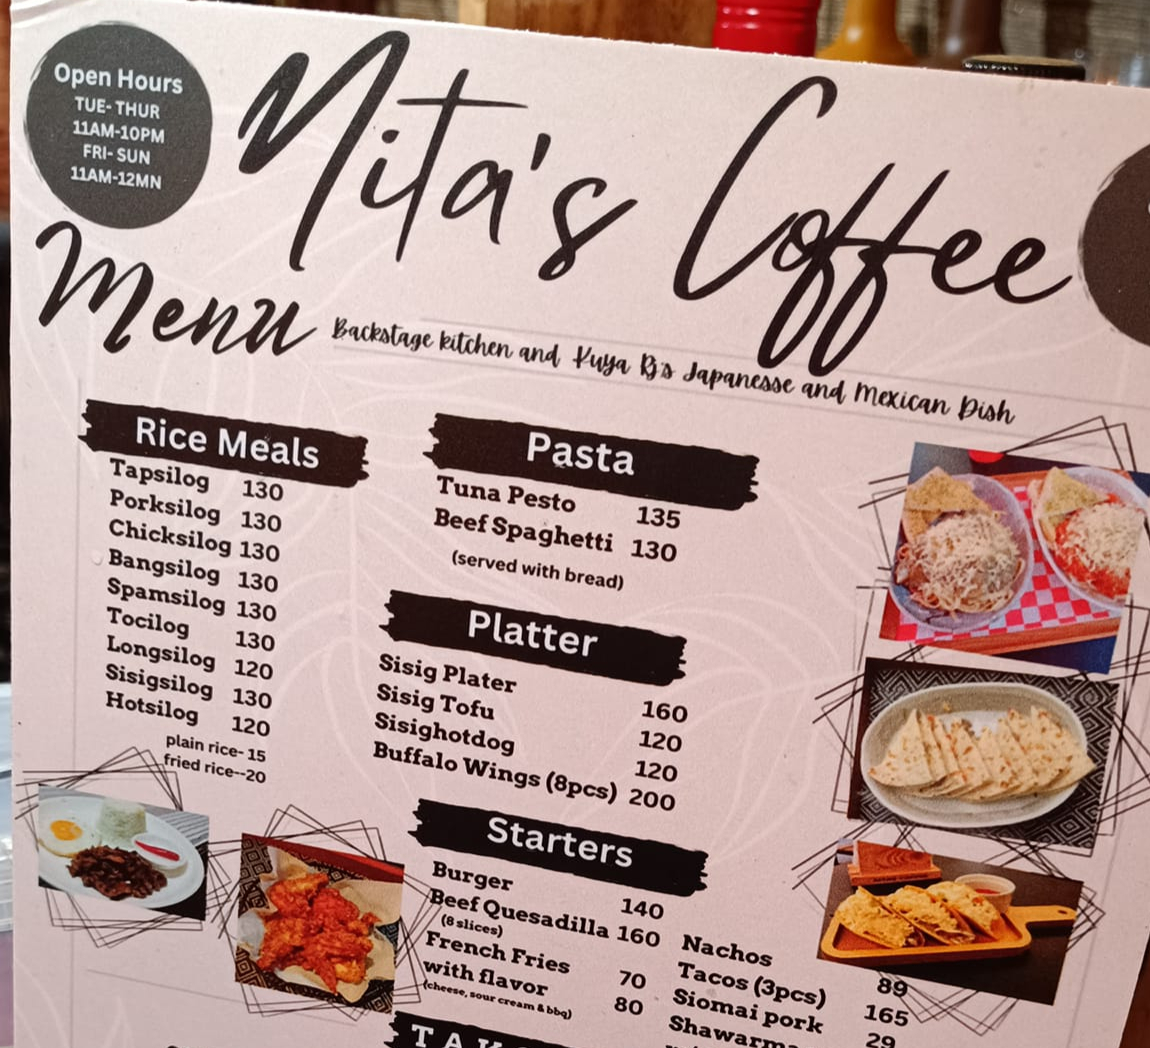 Open Hours
TUE- THUR
11AM-10PM
FRI- SUN
11AM-12MN
Nita's Coffee
Menu
Backstage kitchen and Kuya Bj's Japanesse and Mexican Dish
Rice Meals
Tapsilog 130
Porksilog 130
Chicksilog 130
Bangsilog 130
Spamsilog 130
Tocilog 130
Longsilog 120
Sisigsilog 130
Hotsilog 120
plain rice- 15
fried rice--20
Pasta
Tuna Pesto 135
Beef Spaghetti 130
(served with bread)
Platter
Sisig Plater 160
Sisig Tofu 120
Sisighotdog 120
Buffalo Wings (8pcs) 200
Starters
Burger 140
Beef Quesadilla 160
(8 slices)
French Fries 70
with flavor 80
(cheese, sour cream & bbq)
Nachos 89
Tacos (3pcs) 165
Siomai pork 29